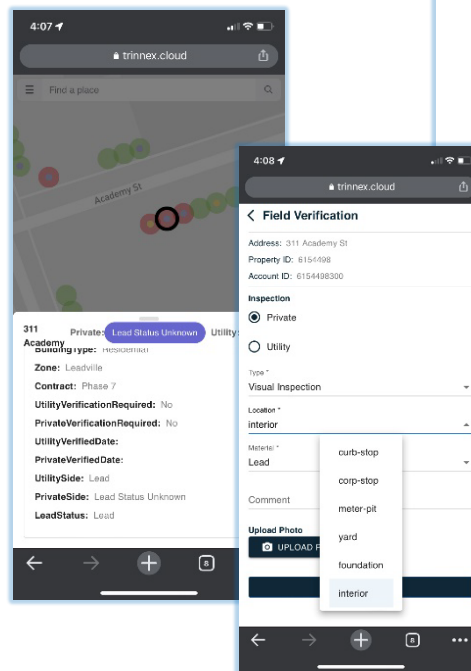 4:07
trinnex.cloud
Find a place
Academy St
311 Academy
Private: Lead Status Unknown
Utility:
BuildingType: Residential
Zone: Leadville
Contract: Phase 7
UtilityVerificationRequired: No
PrivateVerificationRequired: No
UtilityVerifiedDate:
PrivateVerifiedDate:
UtilitySide: Lead
PrivateSide: Lead Status Unknown
LeadStatus: Lead
8
4:08
trinnex.cloud
Field Verification
Address: 311 Academy St
Property ID: 6154498
Account ID: 6154498300
Inspection
Private
Utility
Type *
Visual Inspection
Location *
interior
Material *
Lead
curb-stop
corp-stop
meter-pit
yard
foundation
interior
Comment
Upload Photo
UPLOAD
8